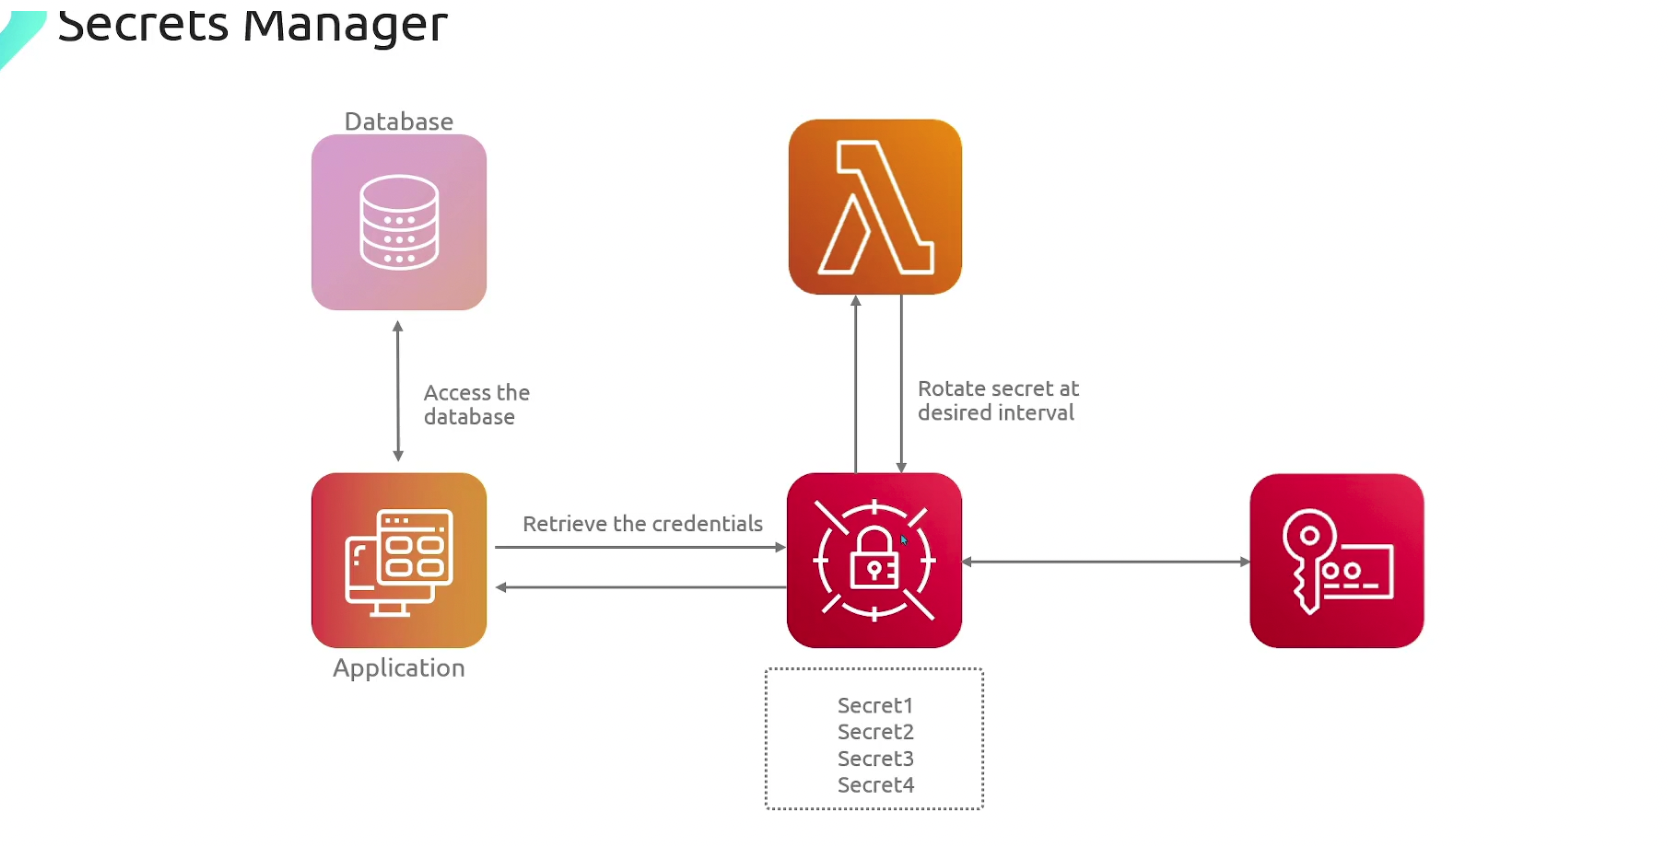 Secrets Manager
Database
Access the
database
Rotate secret at
desired interval
Retrieve the credentials
Application
Secret1
Secret2
Secret3
Secret4